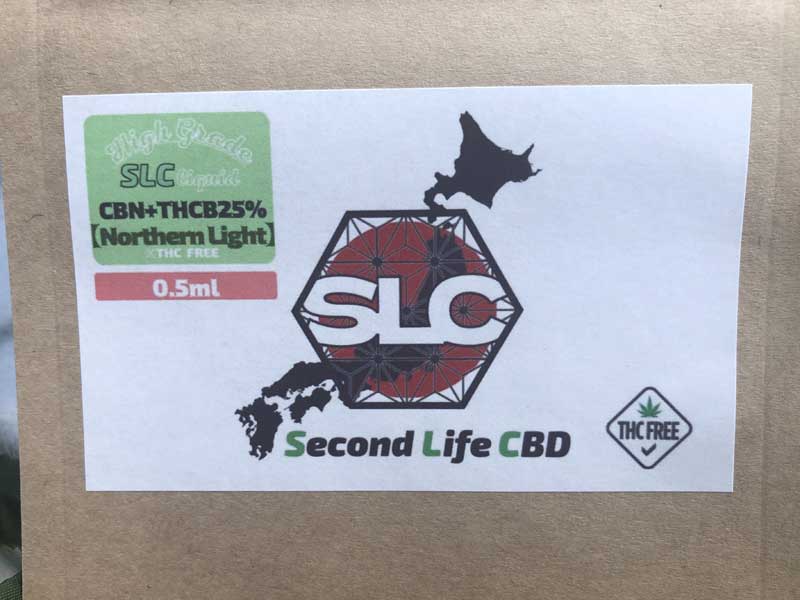 High Grade
SLC liquid
CBN+THCB25%
【Northern Light】
※THC FREE
0.5ml
SLC
Second Life CBD
THC FREE